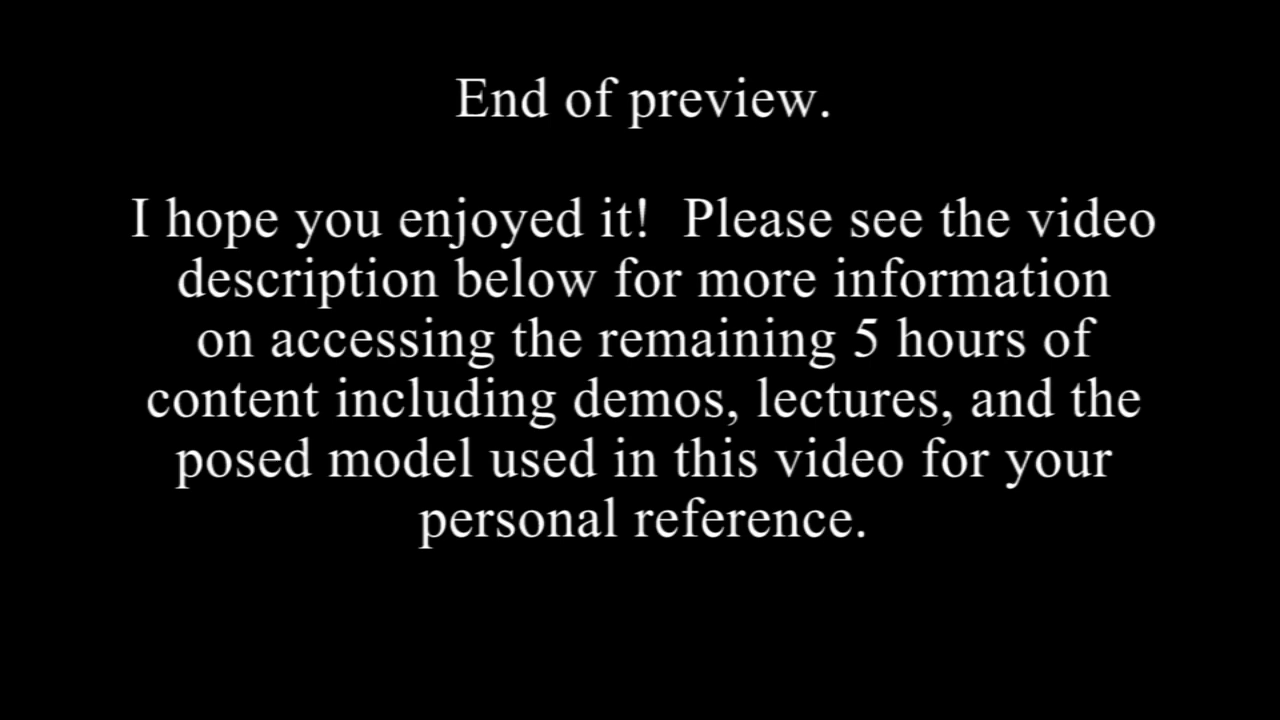 End of preview.
I hope you enjoyed it!  Please see the video
description below for more information
on accessing the remaining 5 hours of
content including demos, lectures, and the
posed model used in this video for your
personal reference.